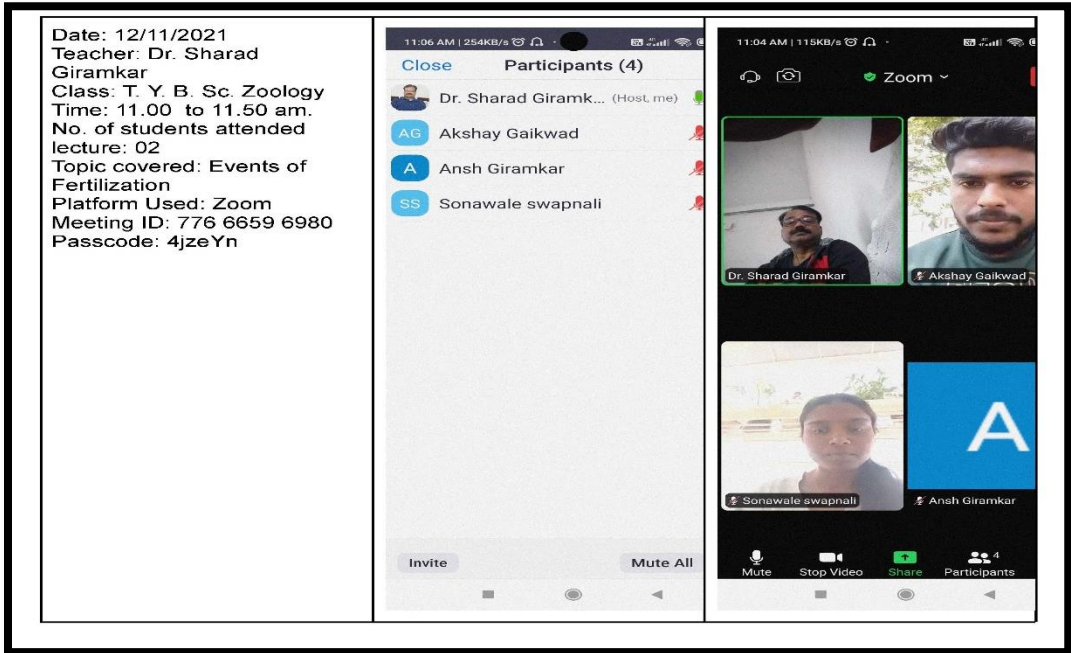 Date: 12/11/2021
Teacher: Dr. Sharad
Giramkar
Class: T. Y. B. Sc. Zoology
Time: 11.00 to 11.50 am.
No. of students attended
lecture: 02
Topic covered: Events of
Fertilization
Platform Used: Zoom
Meeting ID: 776 6659 6980
Passcode: 4jzeYn
11:06 AM | 254KB/s
Close Participants (4)
Dr. Sharad Giramk... (Host, me)
AG Akshay Gaikwad
A Ansh Giramkar
SS Sonawale swapnali
Invite Mute All
11:04 AM | 115KB/s
Zoom
Dr. Sharad Giramkar Akshay Gaikwad
A
Sonawale swapnali Ansh Giramkar
4
Mute Stop Video Share Participants